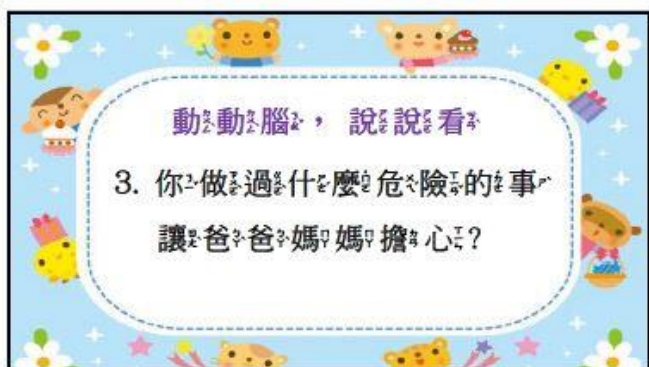 動動腦，說說看
3. 你做過什麼危險的事
讓爸爸媽媽擔心？